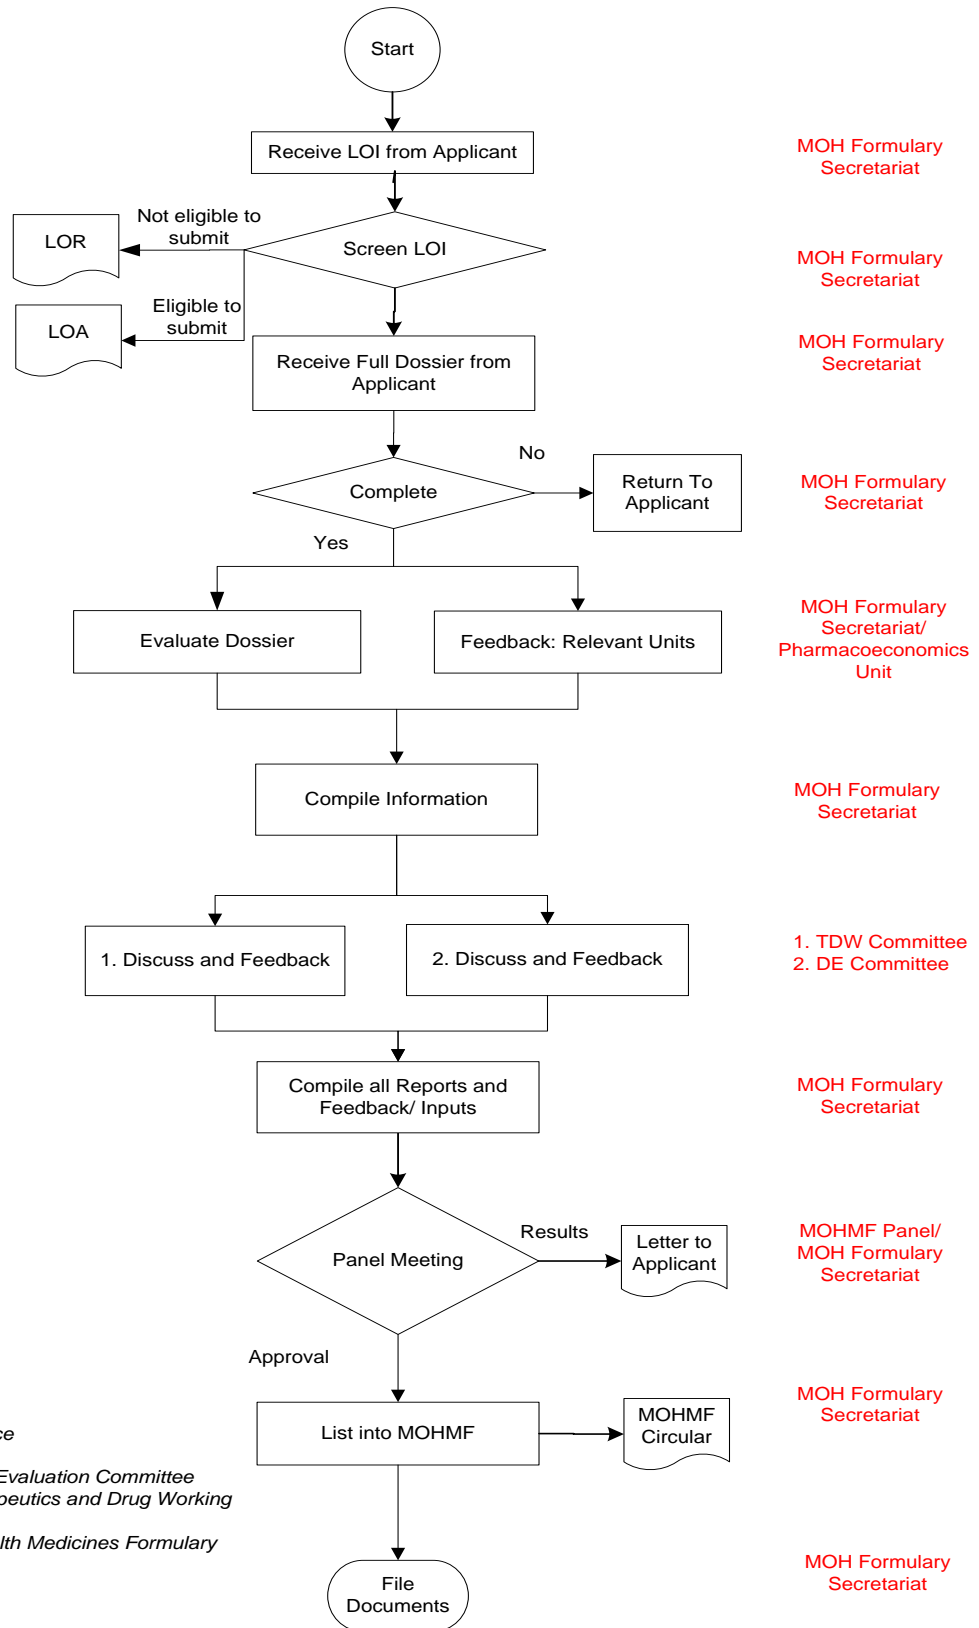 Start
Receive LOI from Applicant
MOH Formulary
Secretariat
Not eligible to
submit
LOR
Screen LOI
MOH Formulary
Secretariat
Eligible to
submit
LOA
Receive Full Dossier from
Applicant
MOH Formulary
Secretariat
No
Complete
Return To
Applicant
MOH Formulary
Secretariat
Yes
Evaluate Dossier
Feedback: Relevant Units
MOH Formulary
Secretariat/
Pharmacoeconomics
Unit
Compile Information
MOH Formulary
Secretariat
1. Discuss and Feedback
2. Discuss and Feedback
1. TDW Committee
2. DE Committee
Compile all Reports and
Feedback/ Inputs
MOH Formulary
Secretariat
Panel Meeting
Results
Letter to
Applicant
MOHMF Panel/
MOH Formulary
Secretariat
Approval
List into MOHMF
MOHMF
Circular
MOH Formulary
Secretariat
ce
Evaluation Committee
peutics and Drug Working
lth Medicines Formulary
File
Documents
MOH Formulary
Secretariat